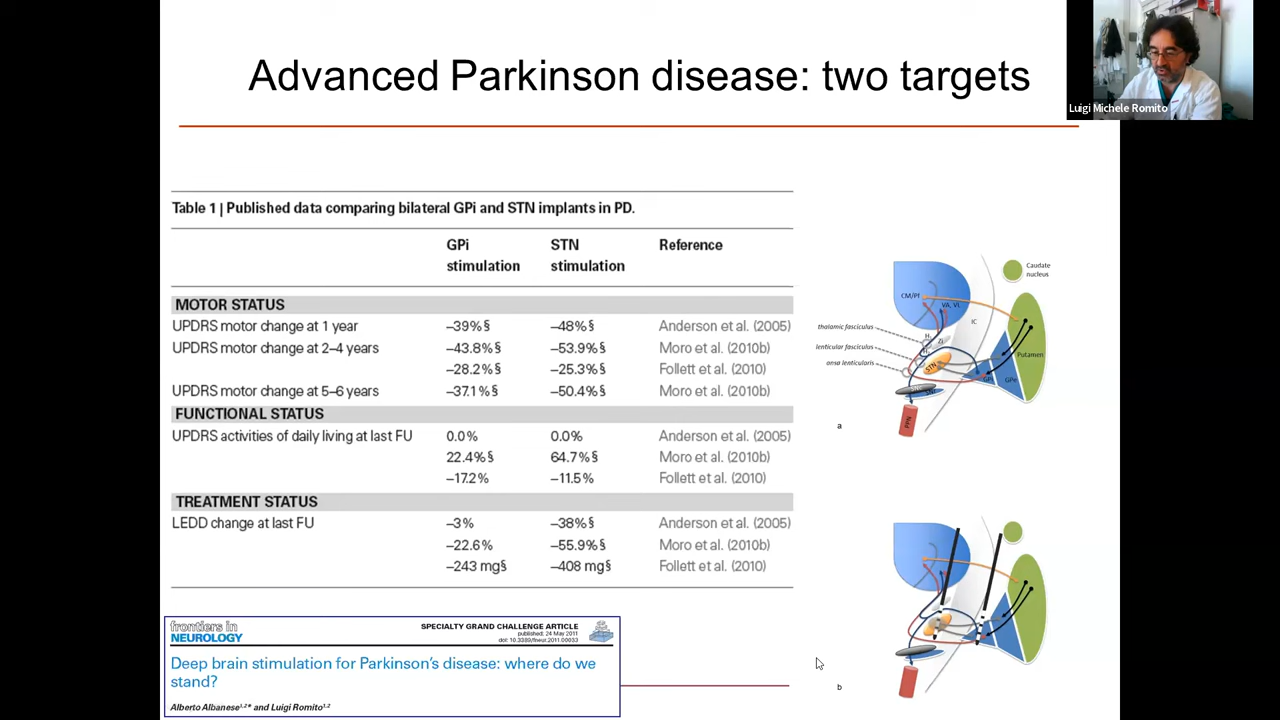 Advanced Parkinson disease: two targets
Luigi Michele Romito
Table 1 | Published data comparing bilateral GPi and STN implants in PD.
GPi stimulation STN stimulation Reference
MOTOR STATUS
UPDRS motor change at 1 year –39%§ –48%§ Anderson et al. (2005)
UPDRS motor change at 2–4 years –43.8%§ –53.9%§ Moro et al. (2010b)
–28.2%§ –25.3%§ Follett et al. (2010)
UPDRS motor change at 5–6 years –37.1%§ –50.4%§ Moro et al. (2010b)
FUNCTIONAL STATUS
UPDRS activities of daily living at last FU 0.0% 0.0% Anderson et al. (2005)
22.4%§ 64.7%§ Moro et al. (2010b)
–17.2% –11.5% Follett et al. (2010)
TREATMENT STATUS
LEDD change at last FU –3% –38%§ Anderson et al. (2005)
–22.6% –55.9%§ Moro et al. (2010b)
–243 mg§ –408 mg§ Follett et al. (2010)
Caudate
nucleus
CM/Pf
VA, VL
IC
thalamic fasciculus
lenticular fasciculus
ansa lenticularis
Zi
STN
Putamen
GPe
PPN
a
b
frontiers in
NEUROLOGY
SPECIALTY GRAND CHALLENGE ARTICLE
published: 24 May 2011
doi: 10.3389/fneur.2011.00033
Deep brain stimulation for Parkinson's disease: where do we
stand?
Alberto Albanese1,2* and Luigi Romito1,2